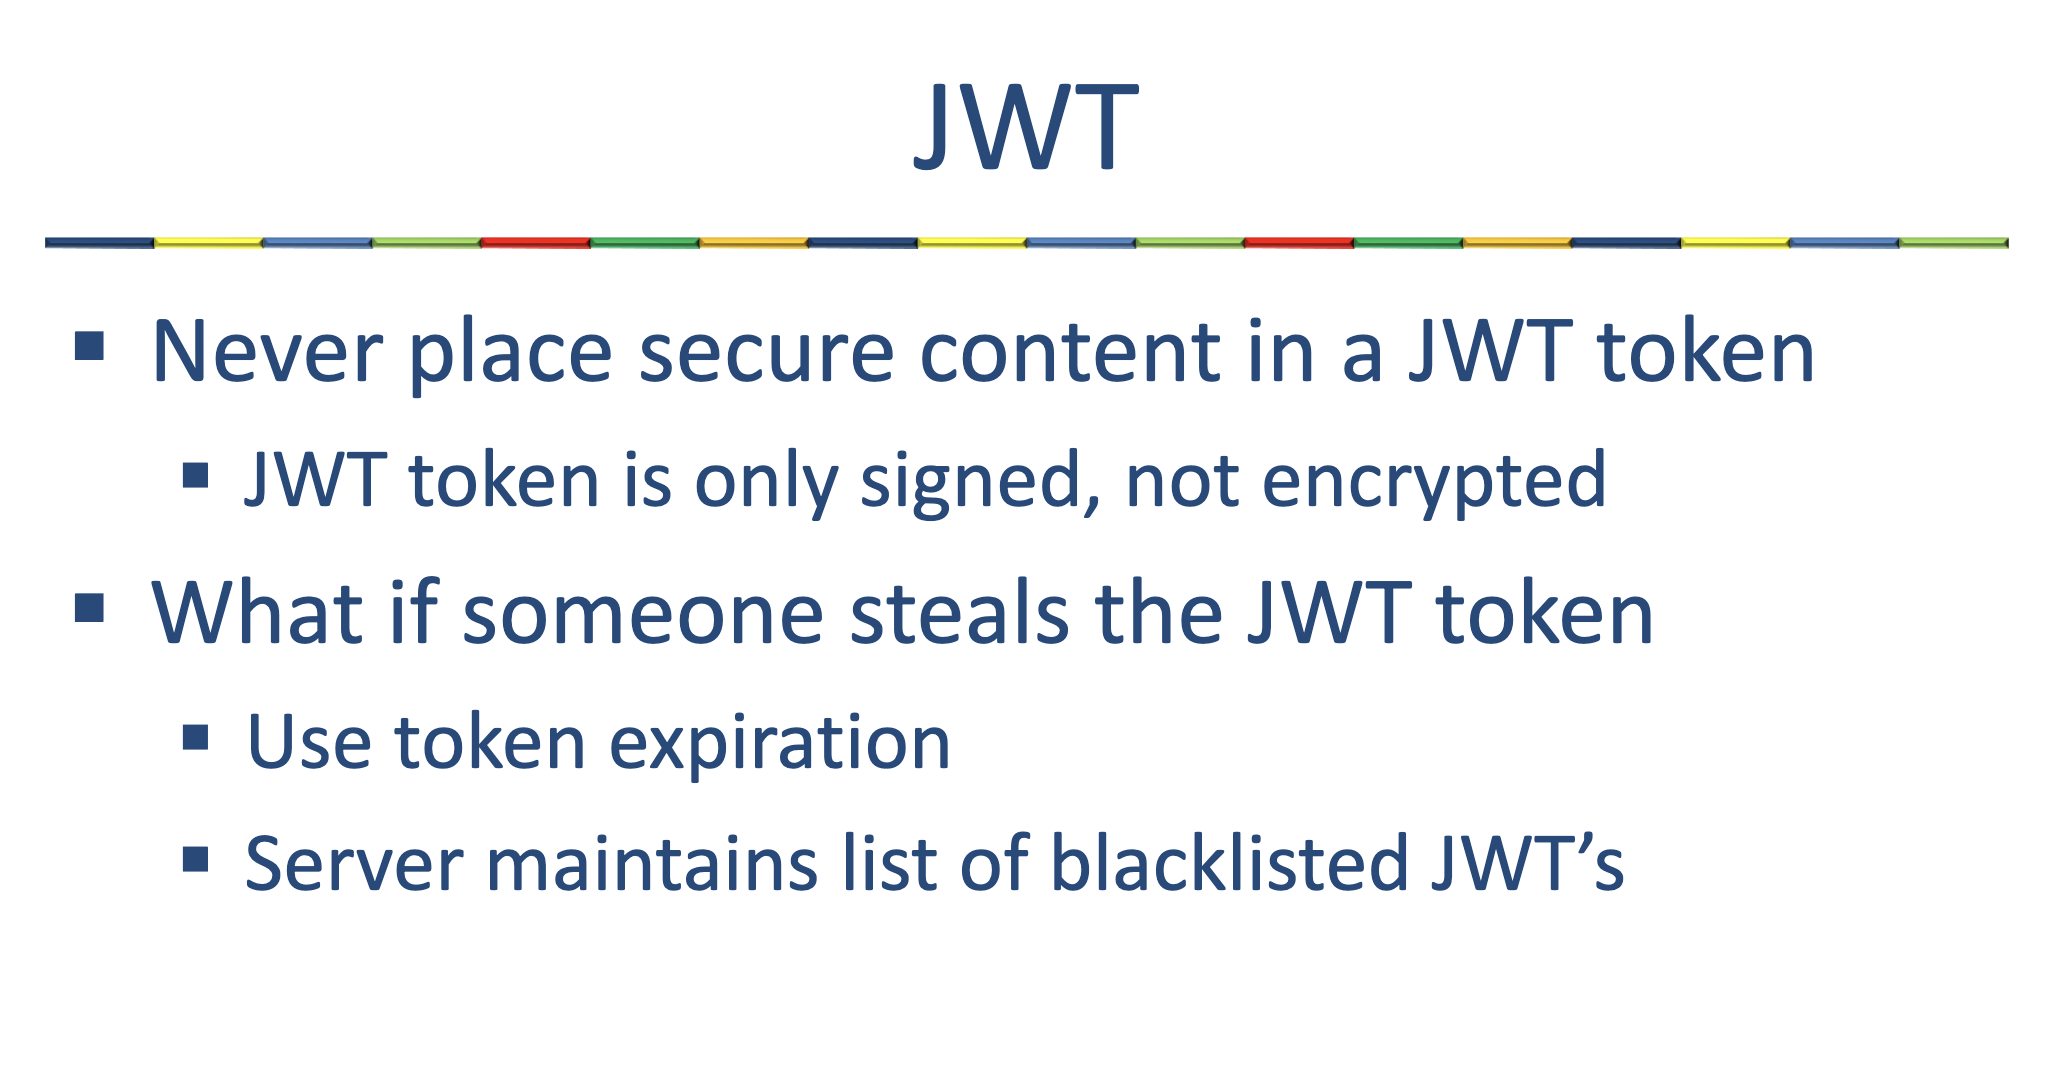 JWT
▪ Never place secure content in a JWT token
▪ JWT token is only signed, not encrypted
▪ What if someone steals the JWT token
▪ Use token expiration
▪ Server maintains list of blacklisted JWT’s